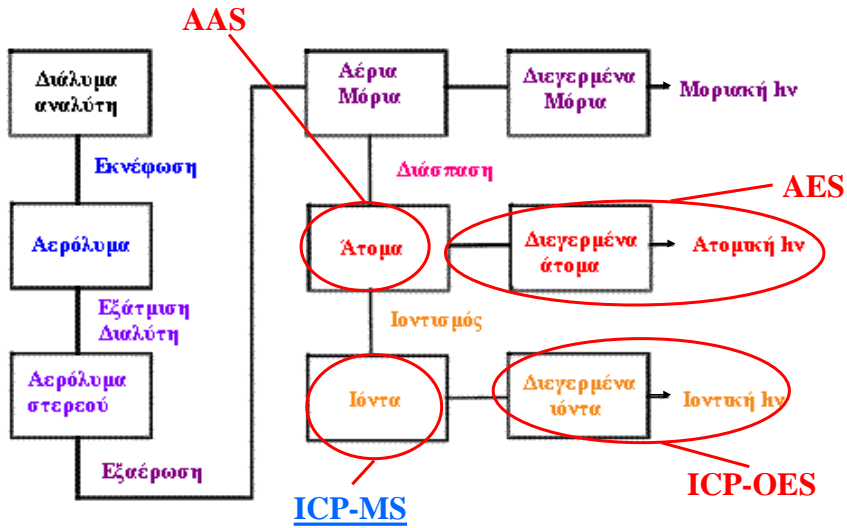 AAS
Διάλυμα
αναλύτη
Αέρια
Μόρια
Διεγερμένα
Μόρια
Μοριακή hν
Εκνέφωση
Διάσπαση
AES
Αερόλυμα
Άτομα
Διεγερμένα
άτομα
Ατομική hν
Εξάτμιση
Διαλύτη
Ιοντισμός
Αερόλυμα
στερεού
Ιόντα
Διεγερμένα
ιόντα
Ιοντική hν
Εξαέρωση
ICP-MS
ICP-OES